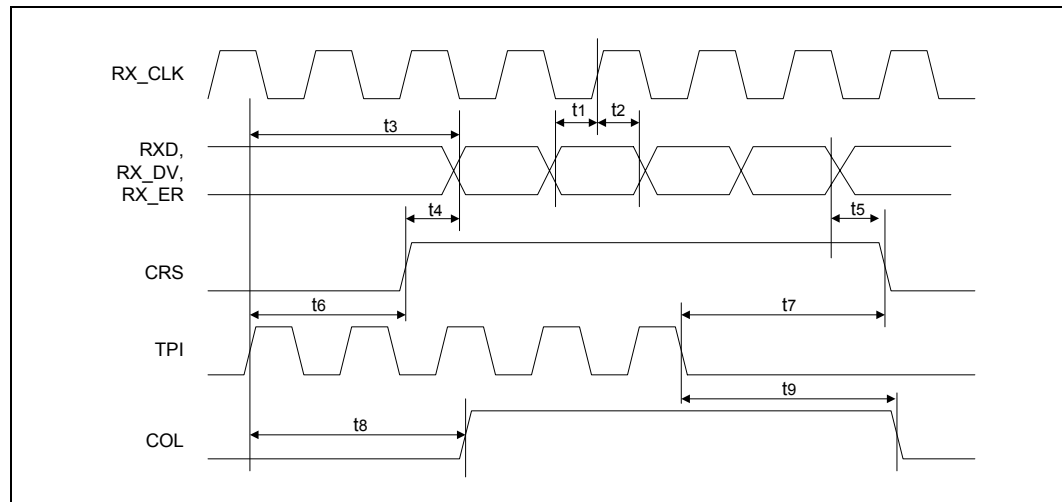 RX_CLK
t1
t2
t3
RXD,
RX_DV,
RX_ER
t4
t5
CRS
t6
t7
TPI
t9
t8
COL